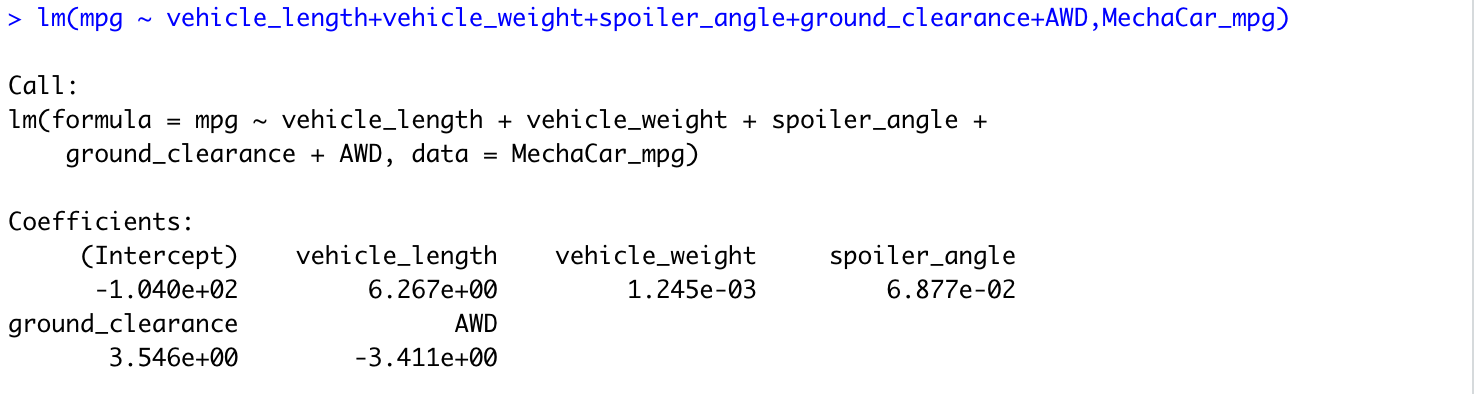 > lm(mpg ~ vehicle_length+vehicle_weight+spoiler_angle+ground_clearance+AWD,MechaCar_mpg)
Call:
lm(formula = mpg ~ vehicle_length + vehicle_weight + spoiler_angle +
    ground_clearance + AWD, data = MechaCar_mpg)
Coefficients:
     (Intercept)    vehicle_length    vehicle_weight     spoiler_angle
      -1.040e+02         6.267e+00         1.245e-03         6.877e-02
ground_clearance               AWD
       3.546e+00        -3.411e+00